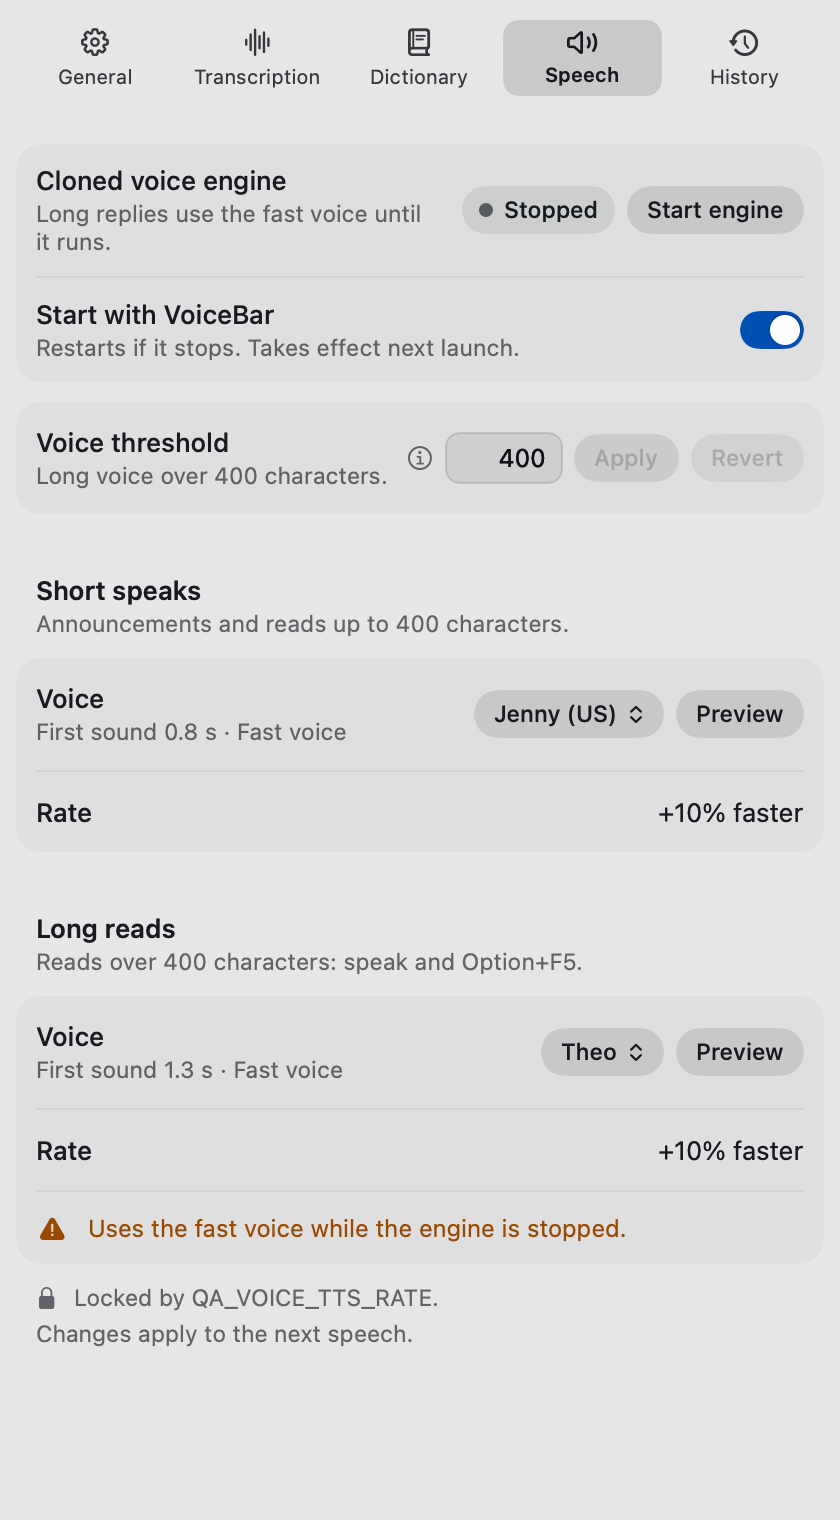 General
Transcription
Dictionary
Speech
History
Cloned voice engine
Long replies use the fast voice until
it runs.
Stopped
Start engine
Start with VoiceBar
Restarts if it stops. Takes effect next launch.
Voice threshold
Long voice over 400 characters.
400
Apply
Revert
Short speaks
Announcements and reads up to 400 characters.
Voice
First sound 0.8 s · Fast voice
Jenny (US)
Preview
Rate
+10% faster
Long reads
Reads over 400 characters: speak and Option+F5.
Voice
First sound 1.3 s · Fast voice
Theo
Preview
Rate
+10% faster
Uses the fast voice while the engine is stopped.
Locked by QA_VOICE_TTS_RATE.
Changes apply to the next speech.